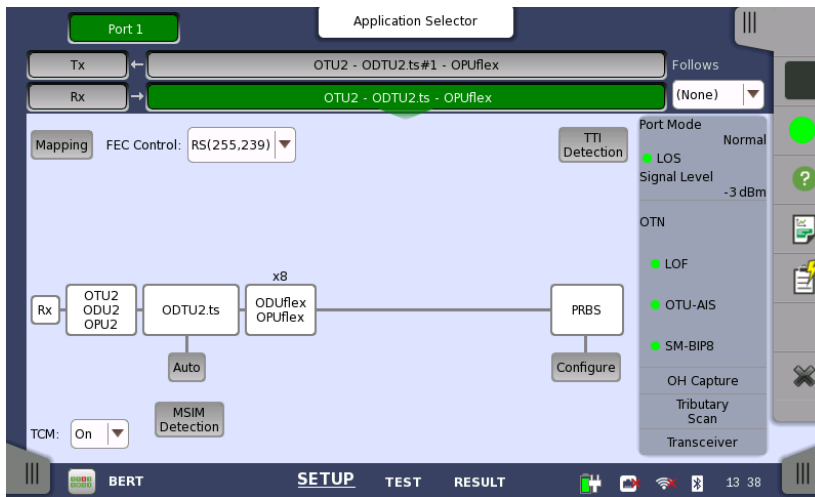 Port 1
Application Selector
Tx
OTU2 - ODTU2.ts#1 - OPUflex
Follows
Rx
OTU2 - ODTU2.ts - OPUflex
(None)
Mapping
FEC Control:
RS(255,239)
TTI
Detection
Port Mode
Normal
LOS
Signal Level
-3 dBm
OTN
LOF
OTU-AIS
SM-BIP8
OH Capture
Tributary
Scan
Transceiver
x8
Rx
OTU2
ODU2
OPU2
ODTU2.ts
ODUflex
OPUflex
PRBS
Auto
Configure
MSIM
Detection
TCM:
On
BERT
SETUP
TEST
RESULT
13 38